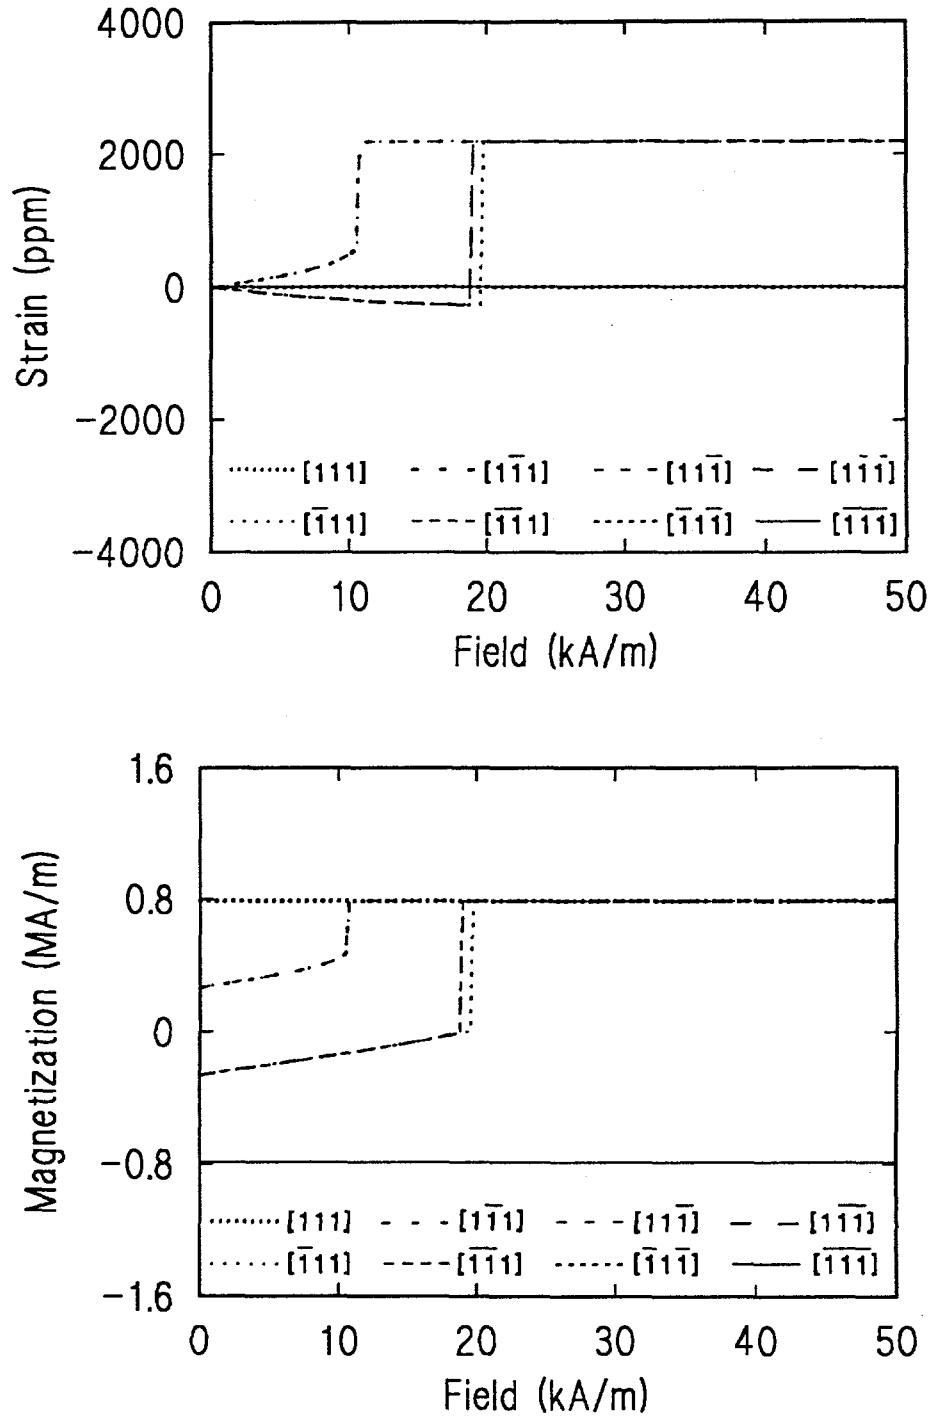 4000
2000
0
−2000
−4000
Strain (ppm)
[111] [11̅1] [111̅] [11̅1̅]
[1̅11] [1̅1̅1] [1̅11̅] [1̅1̅1̅]
0 10 20 30 40 50
Field (kA/m)
1.6
0.8
0
−0.8
−1.6
Magnetization (MA/m)
[111] [11̅1] [111̅] [11̅1̅]
[1̅11] [1̅1̅1] [1̅11̅] [1̅1̅1̅]
0 10 20 30 40 50
Field (kA/m)